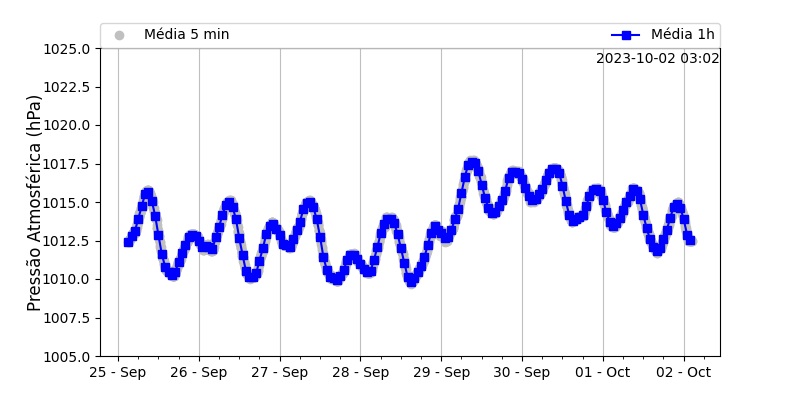 Média 5 min
Média 1h
2023-10-02 03:02
Pressão Atmosférica (hPa)
1025.0
1022.5
1020.0
1017.5
1015.0
1012.5
1010.0
1007.5
1005.0
25 - Sep
26 - Sep
27 - Sep
28 - Sep
29 - Sep
30 - Sep
01 - Oct
02 - Oct